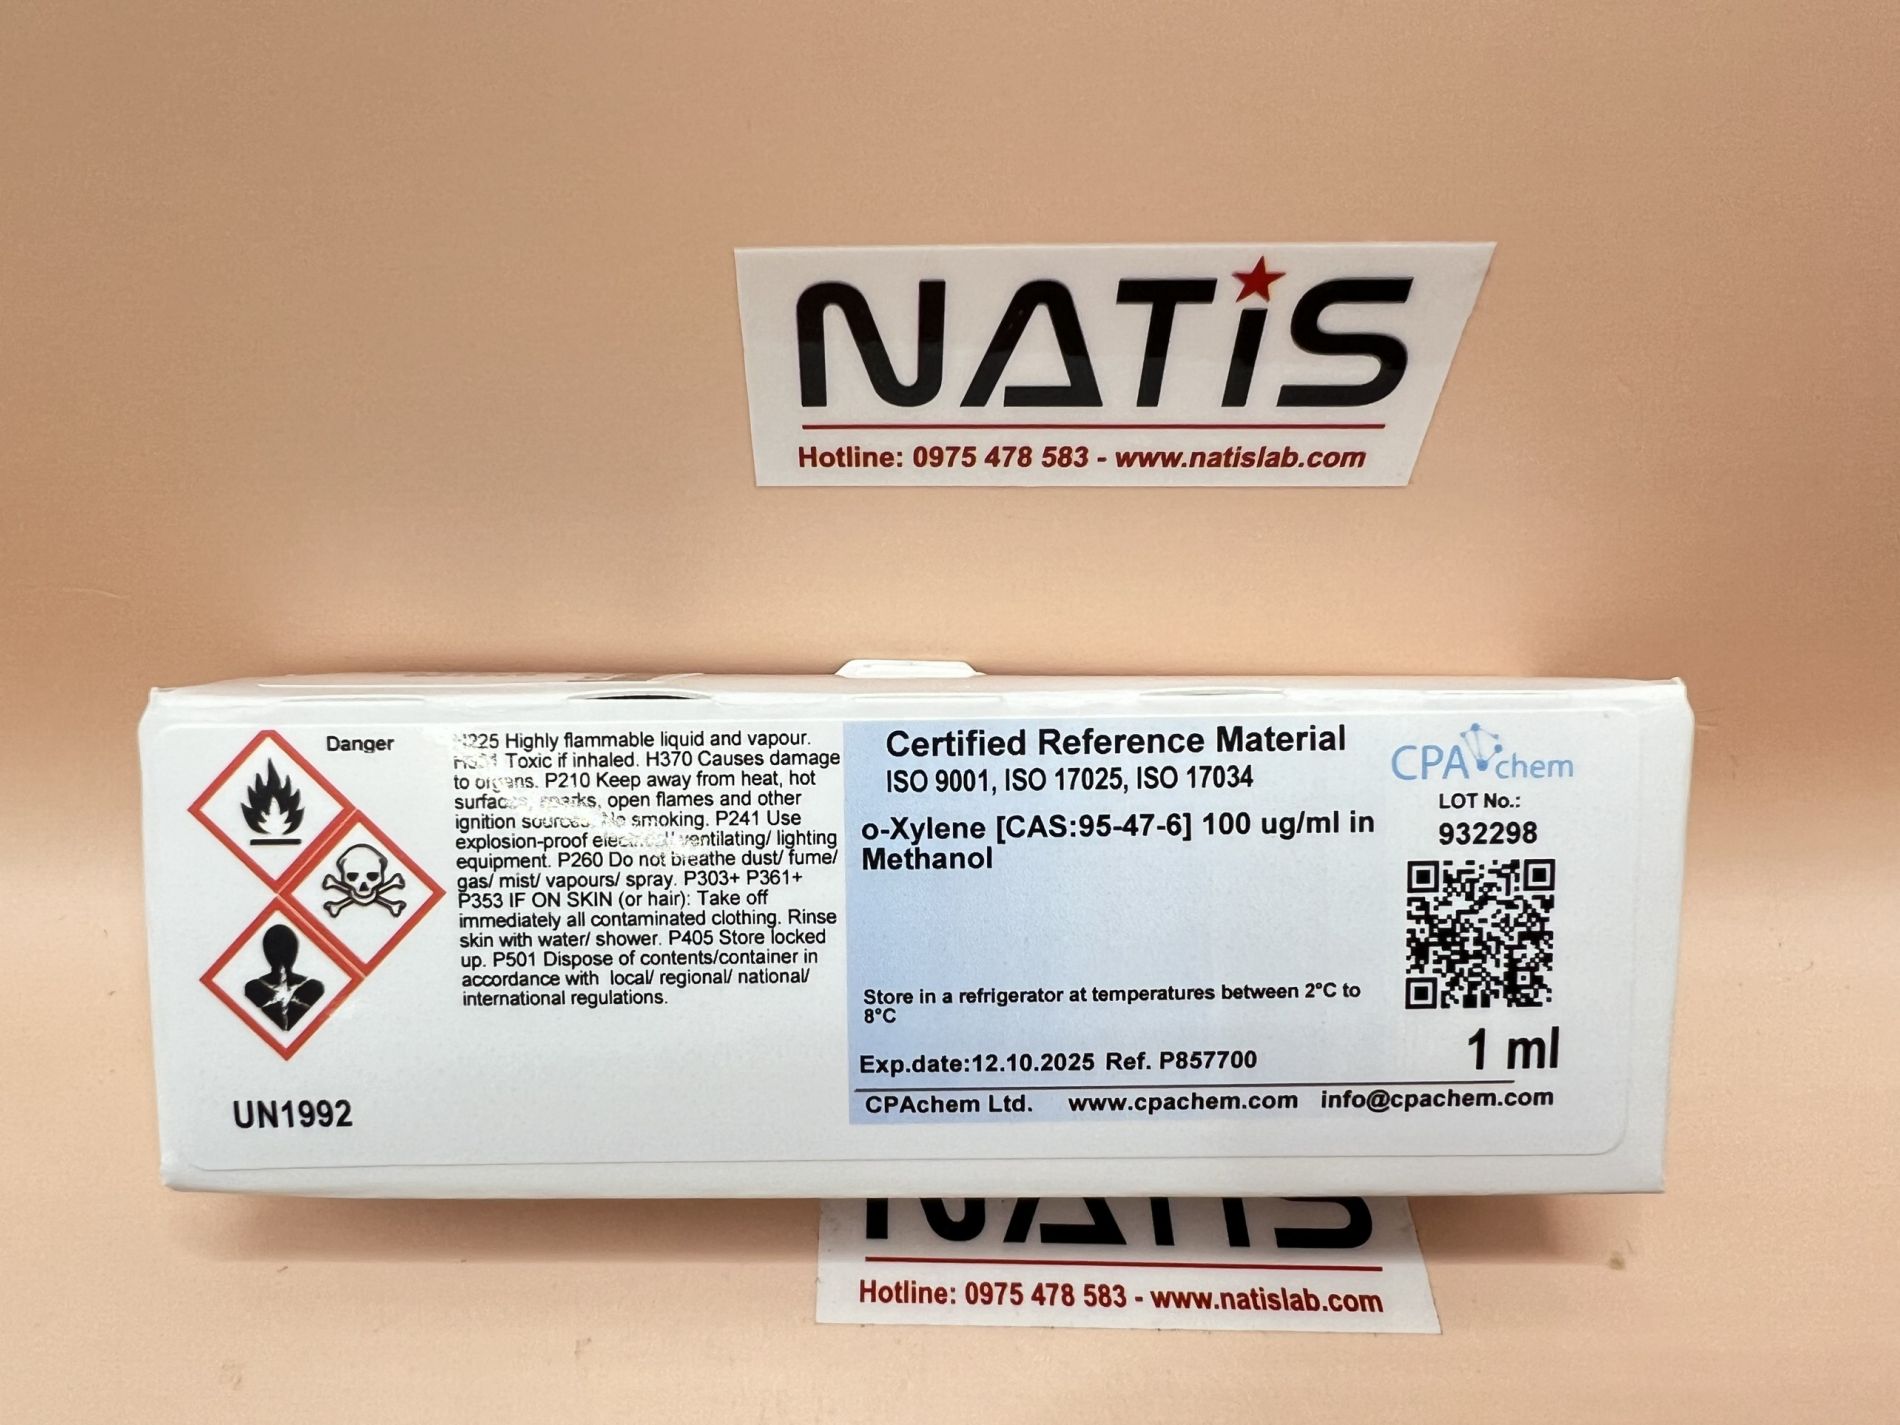 NATiS
Hotline: 0975 478 583 - www.natislab.com
Danger
H225 Highly flammable liquid and vapour.
Toxic if inhaled. H370 Causes damage
to organs. P210 Keep away from heat, hot
surfaces, sparks, open flames and other
ignition sources. No smoking. P241 Use
explosion-proof electrical/ ventilating/ lighting
equipment. P260 Do not breathe dust/ fume/
gas/ mist/ vapours/ spray. P303+ P361+
P353 IF ON SKIN (or hair): Take off
immediately all contaminated clothing. Rinse
skin with water/ shower. P405 Store locked
up. P501 Dispose of contents/container in
accordance with local/ regional/ national/
international regulations.
UN1992
Certified Reference Material
ISO 9001, ISO 17025, ISO 17034
o-Xylene [CAS:95-47-6] 100 ug/ml in
Methanol
Store in a refrigerator at temperatures between 2°C to
8°C
Exp.date:12.10.2025 Ref. P857700
CPAchem Ltd. www.cpachem.com info@cpachem.com
CPAchem
LOT No.:
932298
1 ml
NATiS
Hotline: 0975 478 583 - www.natislab.com